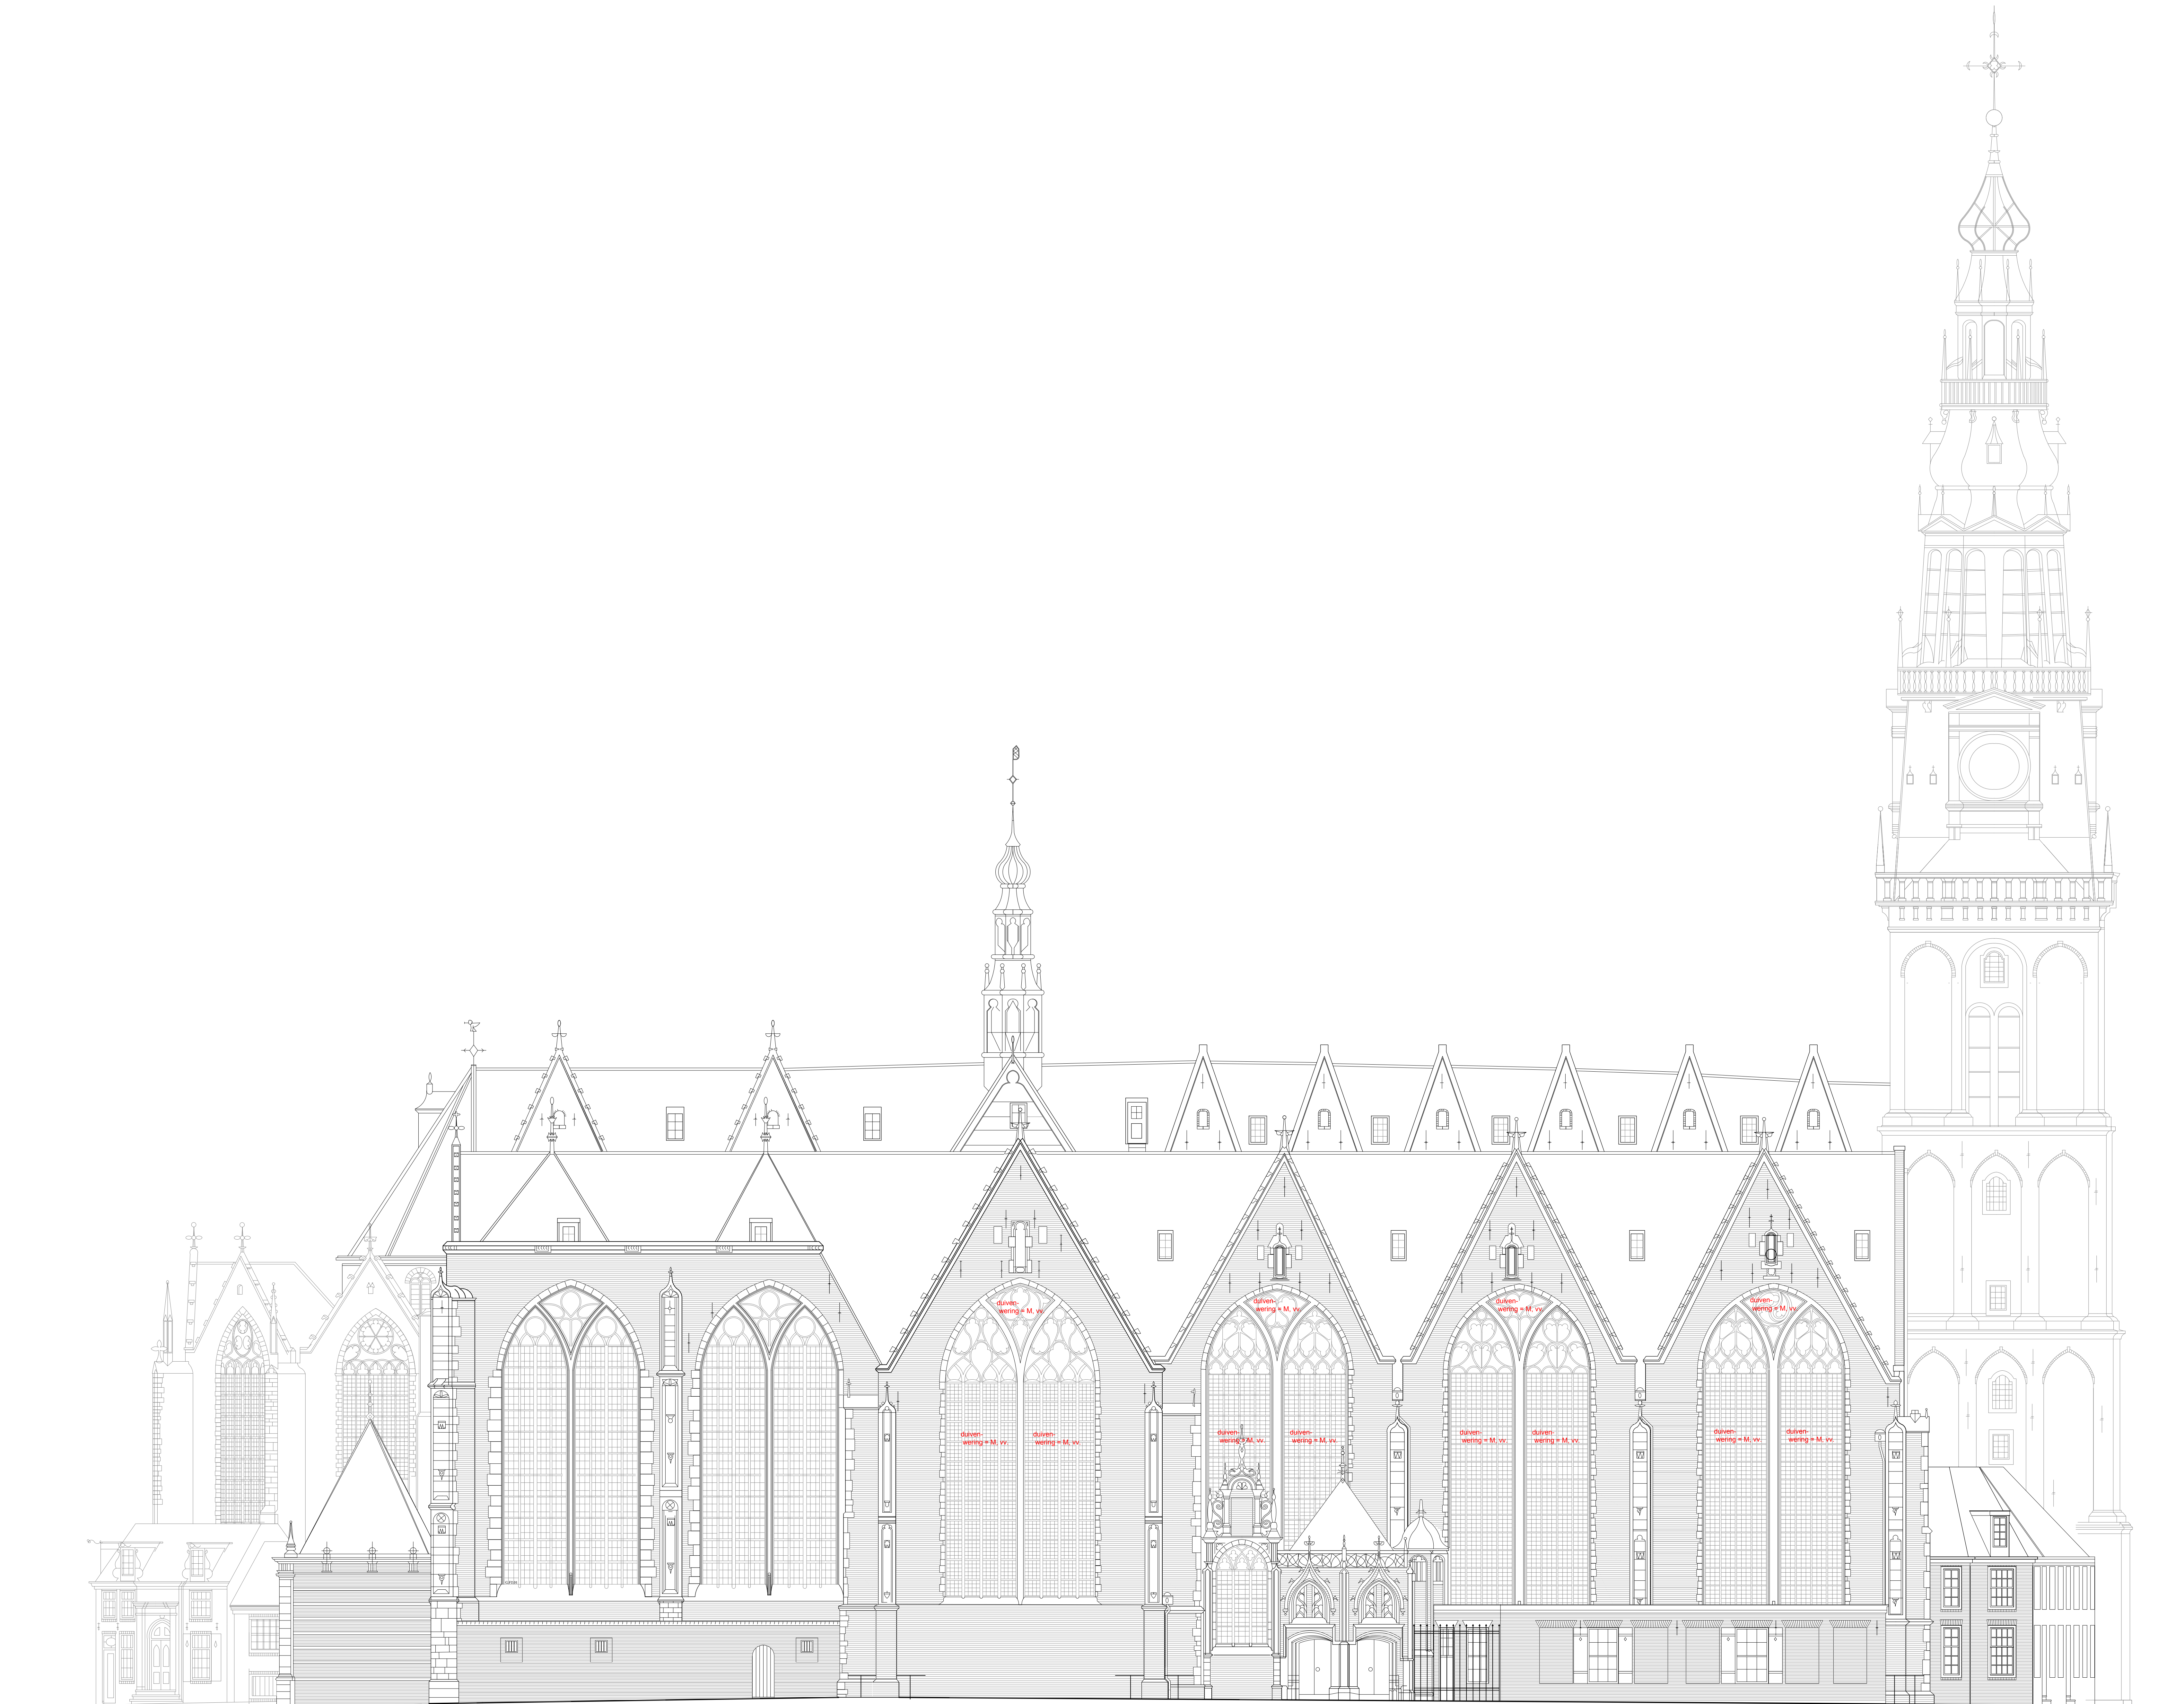 duiven-
wering = M, vv.
duiven-
wering = M, vv.
duiven-
wering = M, vv.
duiven-
wering = M, vv.
duiven-
wering = M, vv.
duiven-
wering = M, vv.
duiven-
wering = M, vv.
duiven-
wering = M, vv.
duiven-
wering = M, vv.
duiven-
wering = M, vv.
duiven-
wering = M, vv.
duiven-
wering = M, vv.